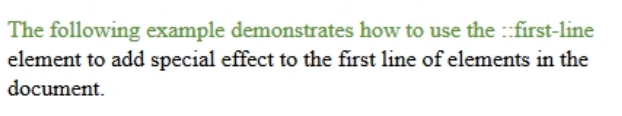 The following example demonstrates how to use the ::first-line
element to add special effect to the first line of elements in the
document.